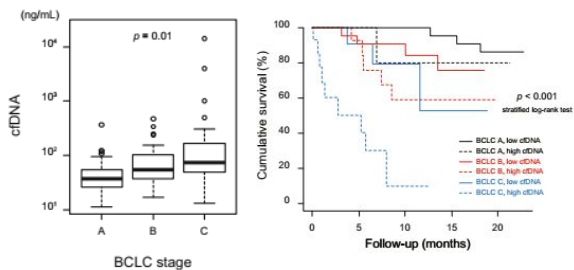 (ng/mL)
10⁴
10³
10²
10¹
cfDNA
p = 0.01
A
B
C
BCLC stage
100
80
60
40
20
0
Cumulative survival (%)
p < 0.001
stratified log-rank test
BCLC A, low cfDNA
BCLC A, high cfDNA
BCLC B, low cfDNA
BCLC B, high cfDNA
BCLC C, low cfDNA
BCLC C, high cfDNA
0
5
10
15
20
Follow-up (months)